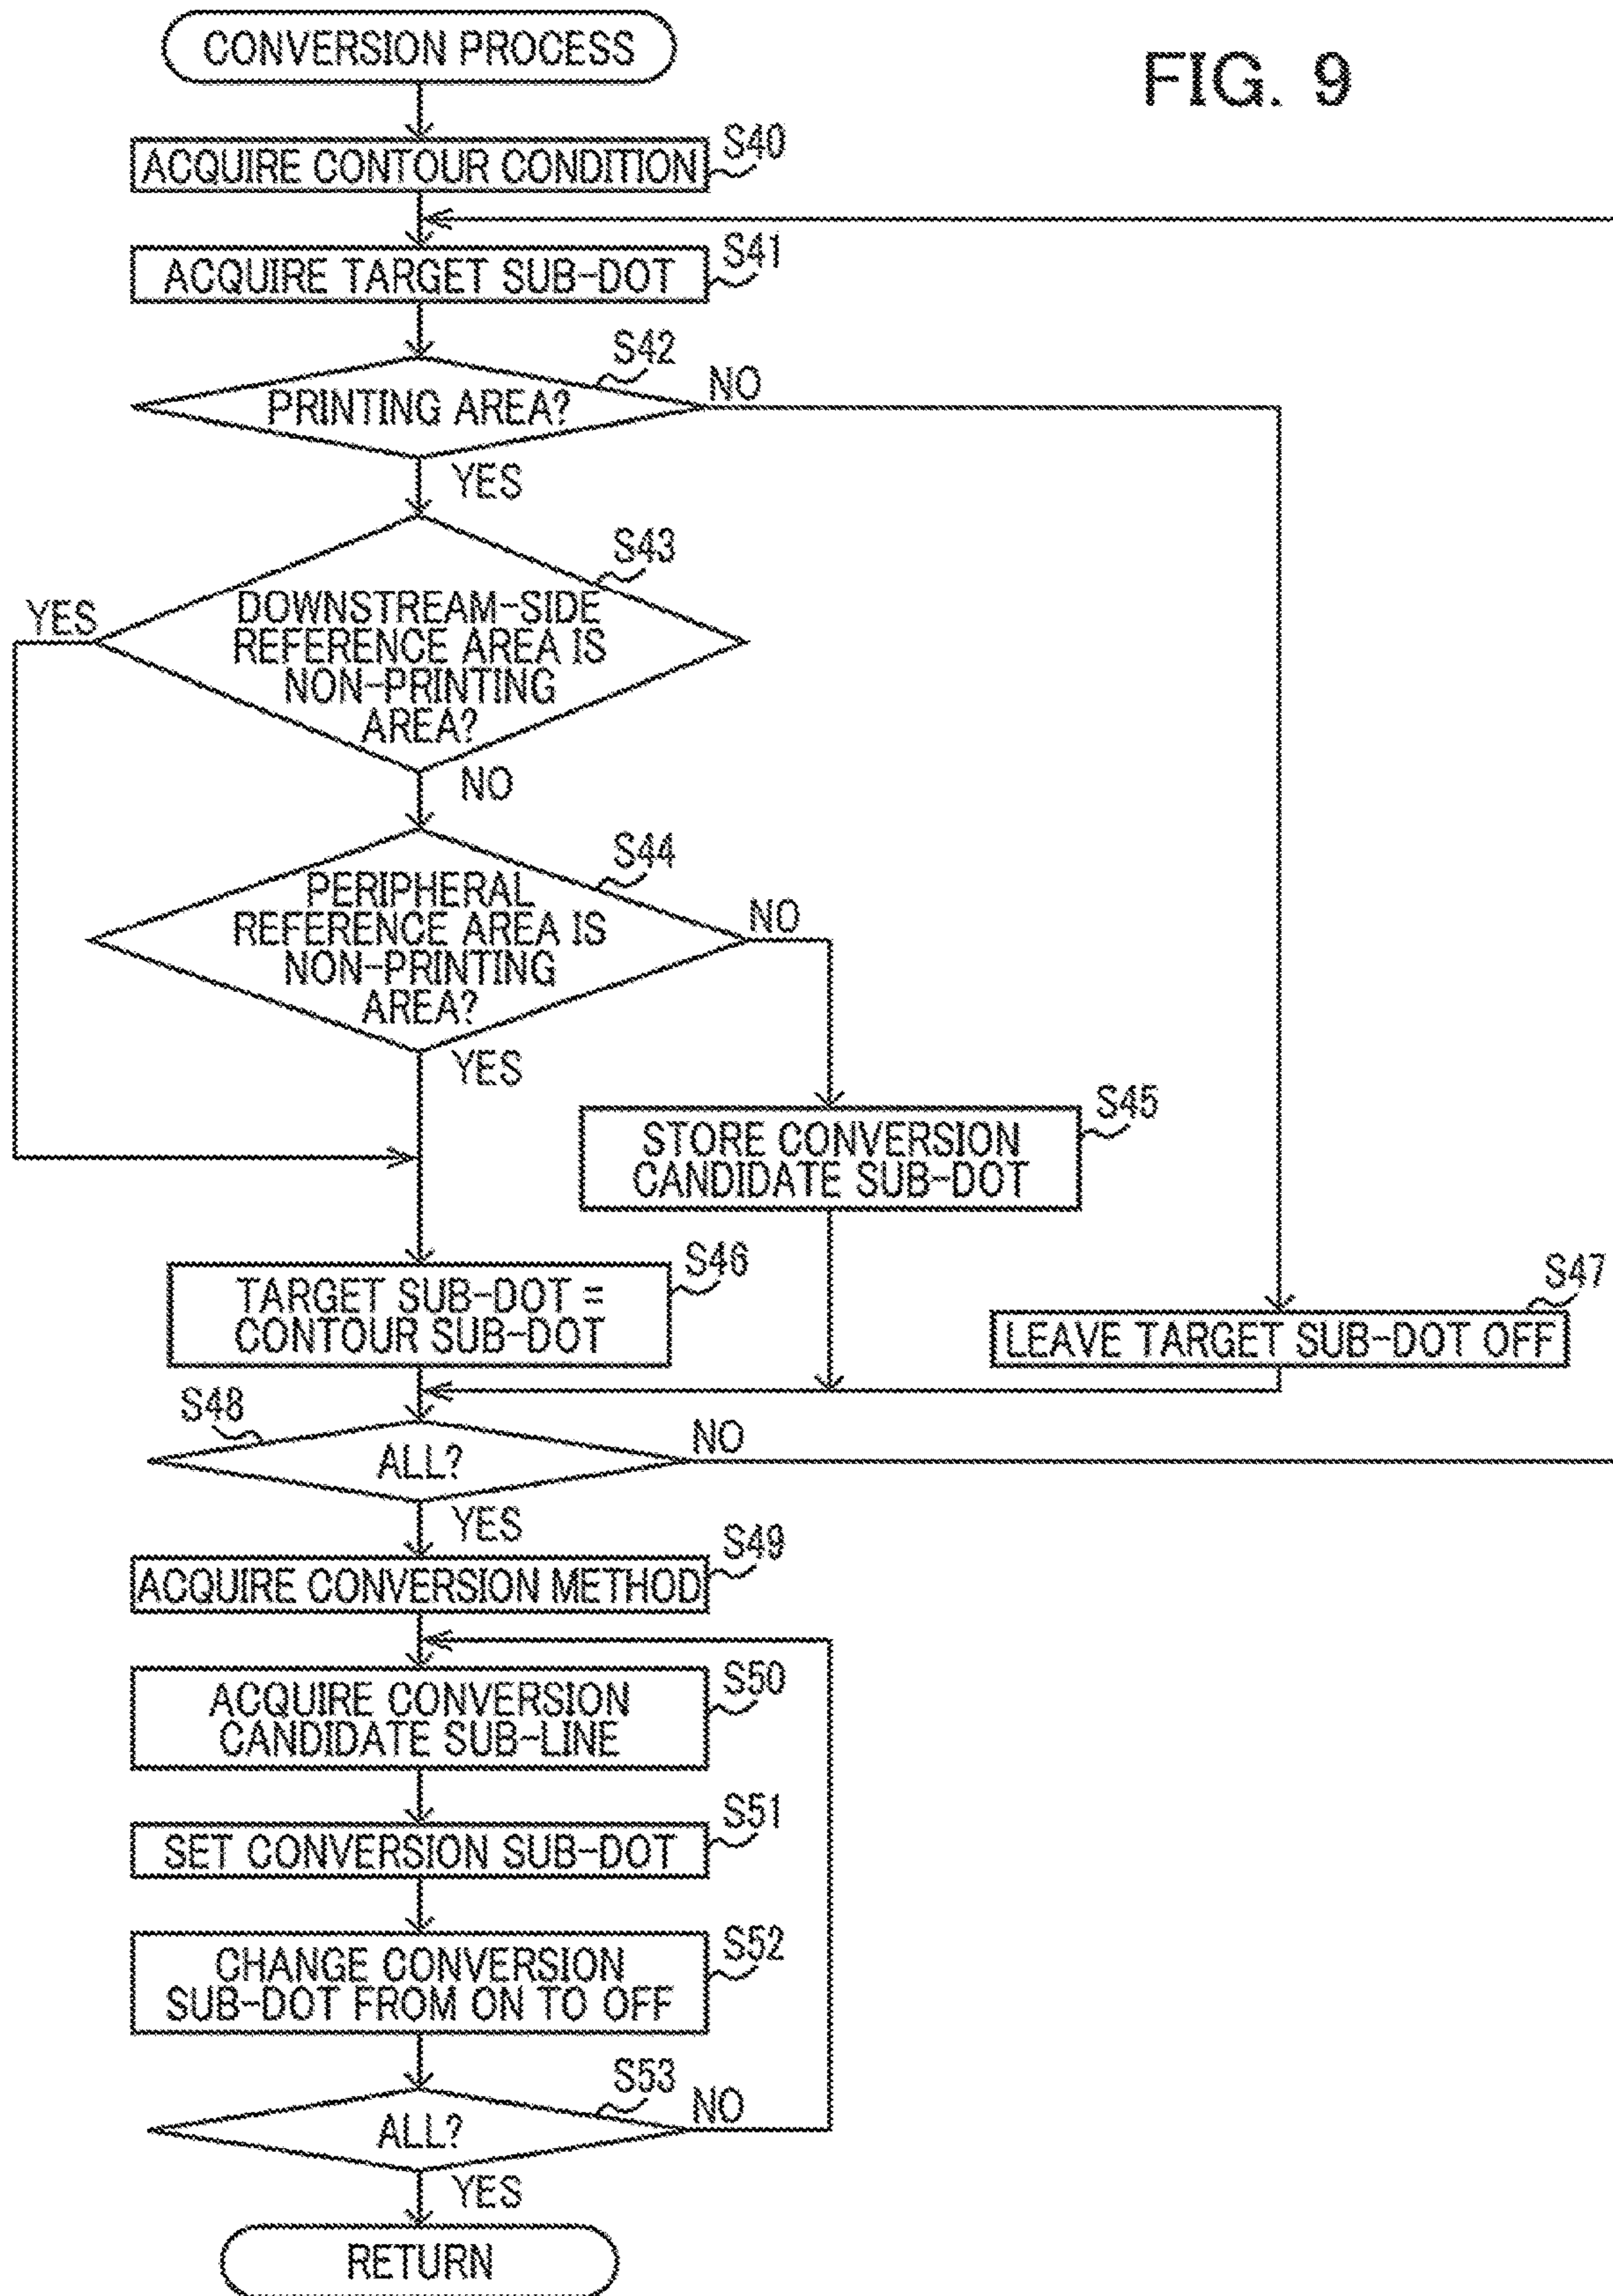 FIG. 9
CONVERSION PROCESS
S40
ACQUIRE CONTOUR CONDITION
S41
ACQUIRE TARGET SUB-DOT
S42
PRINTING AREA?
NO
YES
S43
DOWNSTREAM-SIDE
REFERENCE AREA IS
NON-PRINTING
AREA?
YES
NO
S44
PERIPHERAL
REFERENCE AREA IS
NON-PRINTING
AREA?
NO
YES
S45
STORE CONVERSION
CANDIDATE SUB-DOT
S46
TARGET SUB-DOT =
CONTOUR SUB-DOT
S47
LEAVE TARGET SUB-DOT OFF
S48
ALL?
NO
YES
S49
ACQUIRE CONVERSION METHOD
S50
ACQUIRE CONVERSION
CANDIDATE SUB-LINE
S51
SET CONVERSION SUB-DOT
S52
CHANGE CONVERSION
SUB-DOT FROM ON TO OFF
S53
ALL?
NO
YES
RETURN